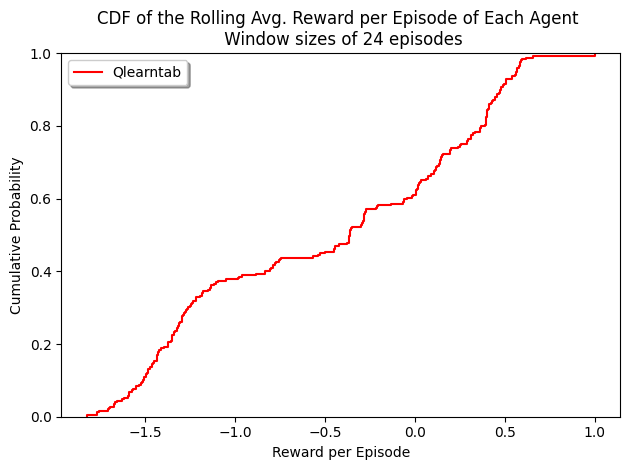 CDF of the Rolling Avg. Reward per Episode of Each Agent
Window sizes of 24 episodes
Qlearntab
1.0
0.8
0.6
0.4
0.2
0.0
Cumulative Probability
−1.5
−1.0
−0.5
0.0
0.5
1.0
Reward per Episode